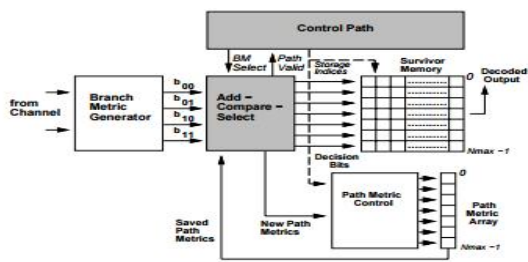 Control Path
BM
Select
Path
Valid
Storage
Indices
Survivor
Memory
Decoded
Output
0
from
Channel
Branch
Metric
Generator
b00
b01
b10
b11
Add –
Compare –
Select
Nmax –1
Decision
Bits
0
Saved
Path
Metrics
New Path
Metrics
Path Metric
Control
Path
Metric
Array
Nmax –1